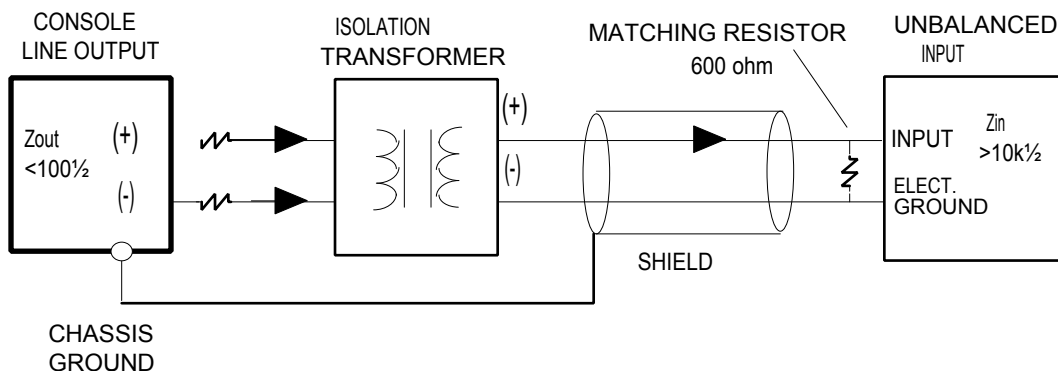 CONSOLE
LINE OUTPUT
Zout
<100½
(+)
(-)
CHASSIS
GROUND
ISOLATION
TRANSFORMER
(+)
(-)
SHIELD
MATCHING RESISTOR
600 ohm
UNBALANCED
INPUT
INPUT
Zin
>10k½
ELECT.
GROUND